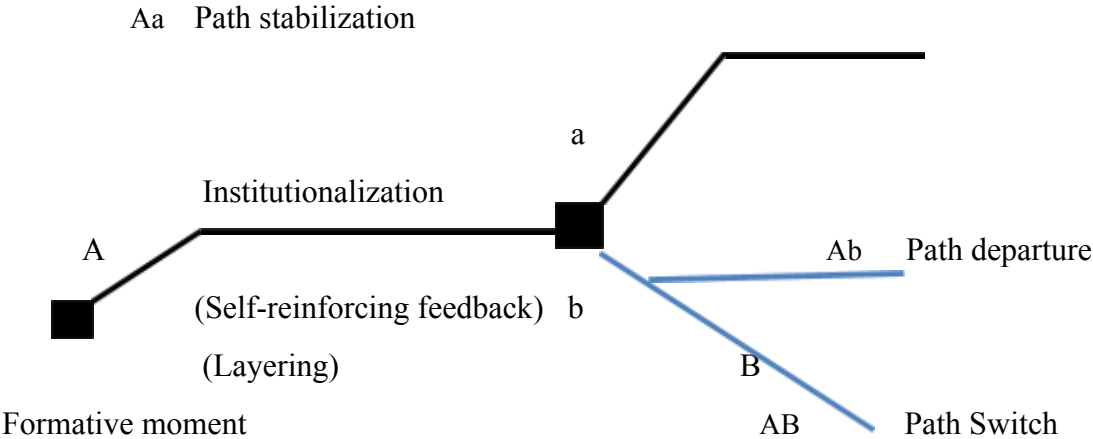 Aa Path stabilization
a
Institutionalization
A
Ab Path departure
(Self-reinforcing feedback) b
(Layering)
B
Formative moment
AB Path Switch